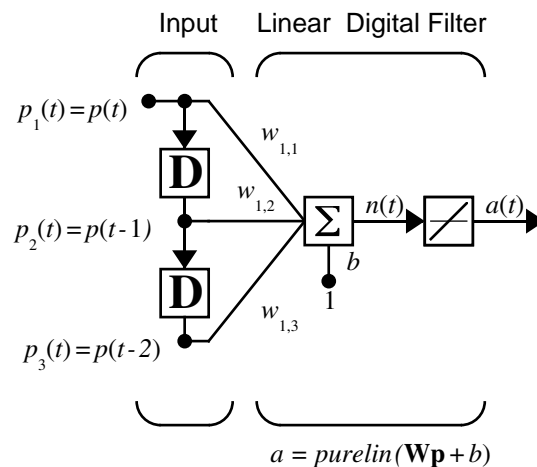 Input Linear Digital Filter
p₁(t) = p(t)
w₁,₁
D
w₁,₂
p₂(t) = p(t-1)
Σ
n(t)
a(t)
b
1
D
w₁,₃
p₃(t) = p(t-2)
a = purelin(Wp + b)